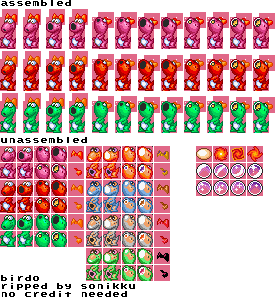 assembled
unassembled
birdo
ripped by sonikku
no credit needed